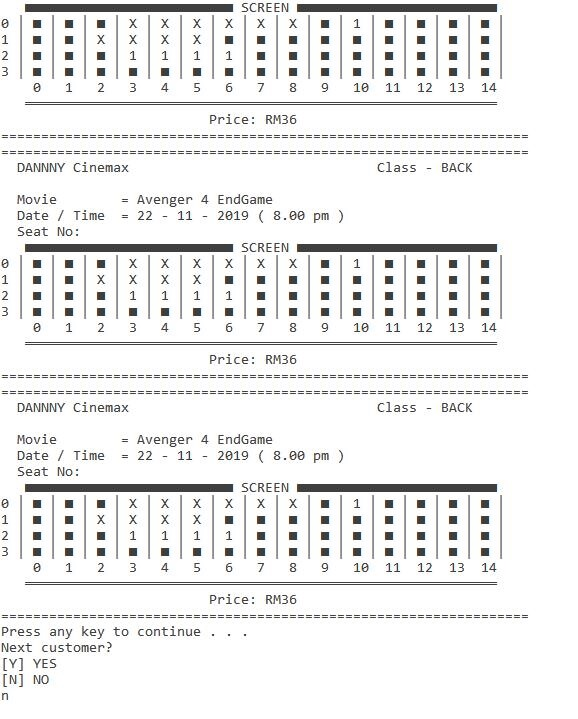 ▄▄▄▄▄▄▄▄▄▄▄▄▄▄▄▄▄▄▄▄▄▄▄▄▄▄ SCREEN ▄▄▄▄▄▄▄▄▄▄▄▄▄▄▄▄▄▄▄▄▄▄▄▄▄
0 | ■ | ■ | ■ | X | X | X | X | X | X | ■ | 1 | ■ | ■ | ■ | ■ |
1 | ■ | ■ | X | X | X | X | ■ | ■ | ■ | ■ | ■ | ■ | ■ | ■ | ■ |
2 | ■ | ■ | ■ | 1 | 1 | 1 | 1 | ■ | ■ | ■ | ■ | ■ | ■ | ■ | ■ |
3 | ■ | ■ | ■ | ■ | ■ | ■ | ■ | ■ | ■ | ■ | ■ | ■ | ■ | ■ | ■ |
0 1 2 3 4 5 6 7 8 9 10 11 12 13 14
Price: RM36
==================================================================
==================================================================
DANNNY Cinemax Class - BACK
Movie = Avenger 4 EndGame
Date / Time = 22 - 11 - 2019 ( 8.00 pm )
Seat No:
▄▄▄▄▄▄▄▄▄▄▄▄▄▄▄▄▄▄▄▄▄▄▄▄▄▄ SCREEN ▄▄▄▄▄▄▄▄▄▄▄▄▄▄▄▄▄▄▄▄▄▄▄▄▄
0 | ■ | ■ | ■ | X | X | X | X | X | X | ■ | 1 | ■ | ■ | ■ | ■ |
1 | ■ | ■ | X | X | X | X | ■ | ■ | ■ | ■ | ■ | ■ | ■ | ■ | ■ |
2 | ■ | ■ | ■ | 1 | 1 | 1 | 1 | ■ | ■ | ■ | ■ | ■ | ■ | ■ | ■ |
3 | ■ | ■ | ■ | ■ | ■ | ■ | ■ | ■ | ■ | ■ | ■ | ■ | ■ | ■ | ■ |
0 1 2 3 4 5 6 7 8 9 10 11 12 13 14
Price: RM36
==================================================================
==================================================================
DANNNY Cinemax Class - BACK
Movie = Avenger 4 EndGame
Date / Time = 22 - 11 - 2019 ( 8.00 pm )
Seat No:
▄▄▄▄▄▄▄▄▄▄▄▄▄▄▄▄▄▄▄▄▄▄▄▄▄▄ SCREEN ▄▄▄▄▄▄▄▄▄▄▄▄▄▄▄▄▄▄▄▄▄▄▄▄▄
0 | ■ | ■ | ■ | X | X | X | X | X | X | ■ | 1 | ■ | ■ | ■ | ■ |
1 | ■ | ■ | X | X | X | X | ■ | ■ | ■ | ■ | ■ | ■ | ■ | ■ | ■ |
2 | ■ | ■ | ■ | 1 | 1 | 1 | 1 | ■ | ■ | ■ | ■ | ■ | ■ | ■ | ■ |
3 | ■ | ■ | ■ | ■ | ■ | ■ | ■ | ■ | ■ | ■ | ■ | ■ | ■ | ■ | ■ |
0 1 2 3 4 5 6 7 8 9 10 11 12 13 14
Price: RM36
==================================================================
Press any key to continue . . .
Next customer?
[Y] YES
[N] NO
n